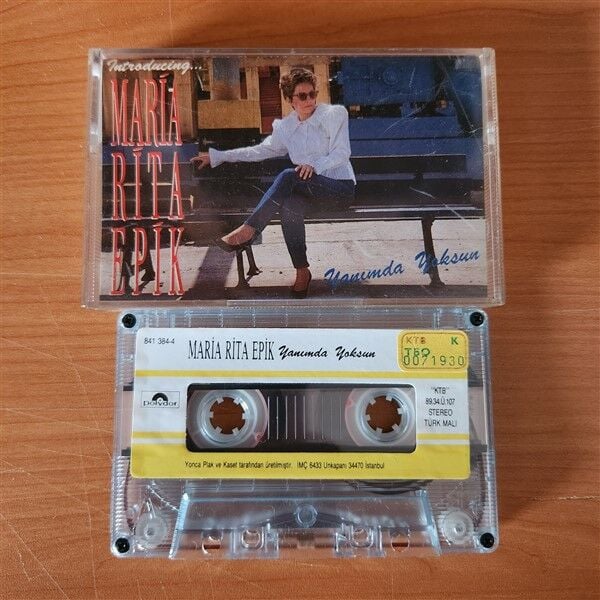 Introducing...
MARİA
RİTA
EPİK
Yanımda Yoksun
841 384-4
MARİA RİTA EPİK Yanımda Yoksun
KTB K
0071930
polydor
"KTB"
89.34.Ü.107
STEREO
TÜRK MALI
Yonca Plak ve Kaset tarafından üretilmiştir. İMÇ 6433 Unkapanı 34470 İstanbul